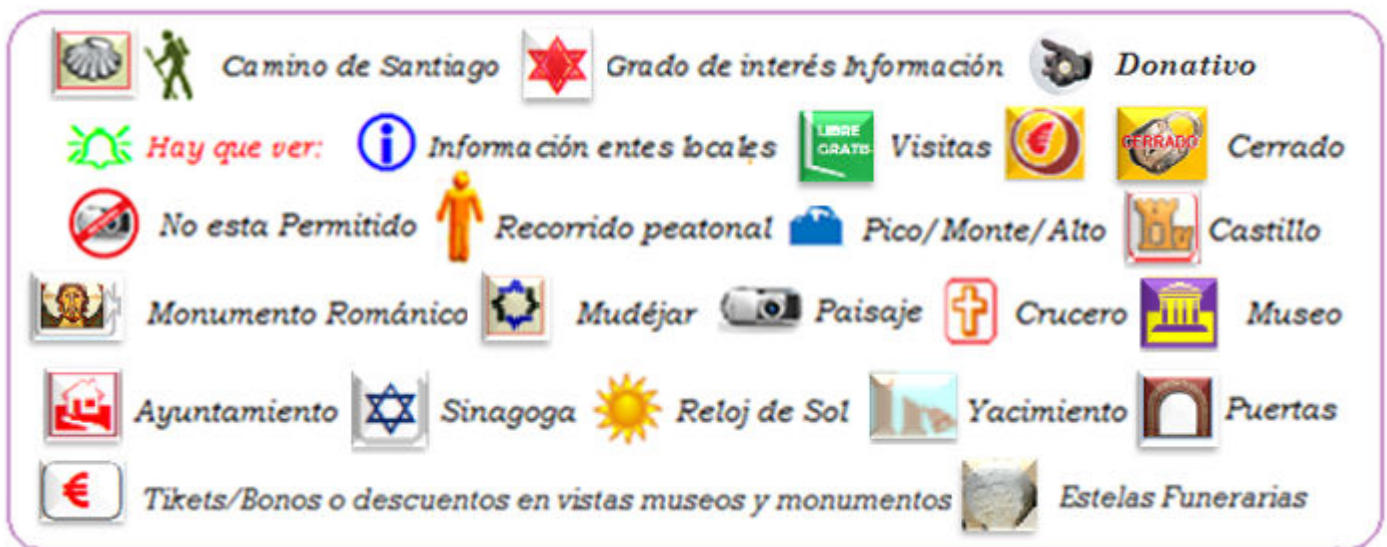 Camino de Santiago Grado de interés Información Donativo
Hay que ver: i Información entes locales LIBRE GRATIS Visitas € CERRADO Cerrado
No esta Permitido Recorrido peatonal Pico/Monte/Alto Castillo
Monumento Románico Mudéjar Paisaje Crucero Museo
Ayuntamiento Sinagoga Reloj de Sol Yacimiento Puertas
€ Tikets/Bonos o descuentos en vistas museos y monumentos Estelas Funerarias